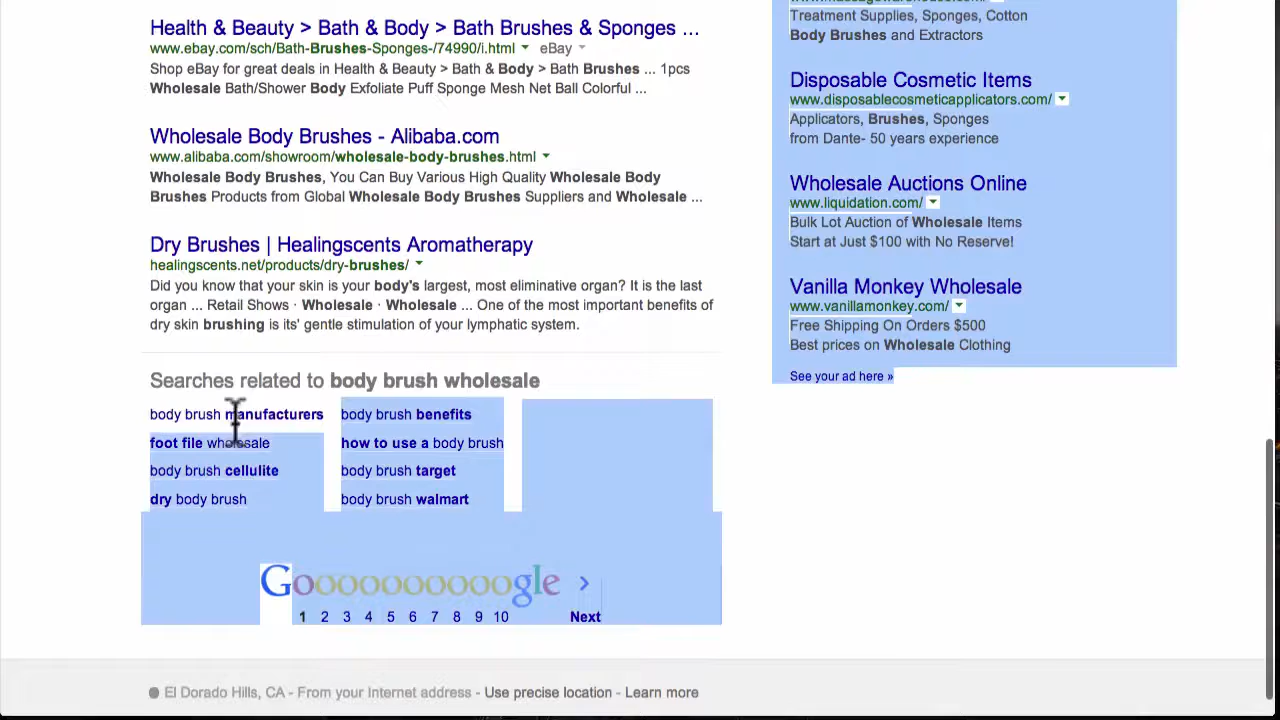 Health & Beauty > Bath & Body > Bath Brushes & Sponges ...
www.ebay.com/sch/Bath-Brushes-Sponges-/74990/i.html eBay
Shop eBay for great deals in Health & Beauty > Bath & Body > Bath Brushes ... 1pcs
Wholesale Bath/Shower Body Exfoliate Puff Sponge Mesh Net Ball Colorful ...
Wholesale Body Brushes - Alibaba.com
www.alibaba.com/showroom/wholesale-body-brushes.html
Wholesale Body Brushes, You Can Buy Various High Quality Wholesale Body
Brushes Products from Global Wholesale Body Brushes Suppliers and Wholesale ...
Dry Brushes | Healingscents Aromatherapy
healingscents.net/products/dry-brushes/
Did you know that your skin is your body's largest, most eliminative organ? It is the last
organ ... Retail Shows · Wholesale · Wholesale ... One of the most important benefits of
dry skin brushing is its' gentle stimulation of your lymphatic system.
Searches related to body brush wholesale
body brush manufacturers
foot file wholesale
body brush cellulite
dry body brush
body brush benefits
how to use a body brush
body brush target
body brush walmart
Goooooooooogle >
1 2 3 4 5 6 7 8 9 10 Next
Treatment Supplies, Sponges, Cotton
Body Brushes and Extractors
Disposable Cosmetic Items
www.disposablecosmeticapplicators.com/
Applicators, Brushes, Sponges
from Dante- 50 years experience
Wholesale Auctions Online
www.liquidation.com/
Bulk Lot Auction of Wholesale Items
Start at Just $100 with No Reserve!
Vanilla Monkey Wholesale
www.vanillamonkey.com/
Free Shipping On Orders $500
Best prices on Wholesale Clothing
See your ad here »
El Dorado Hills, CA - From your Internet address - Use precise location - Learn more